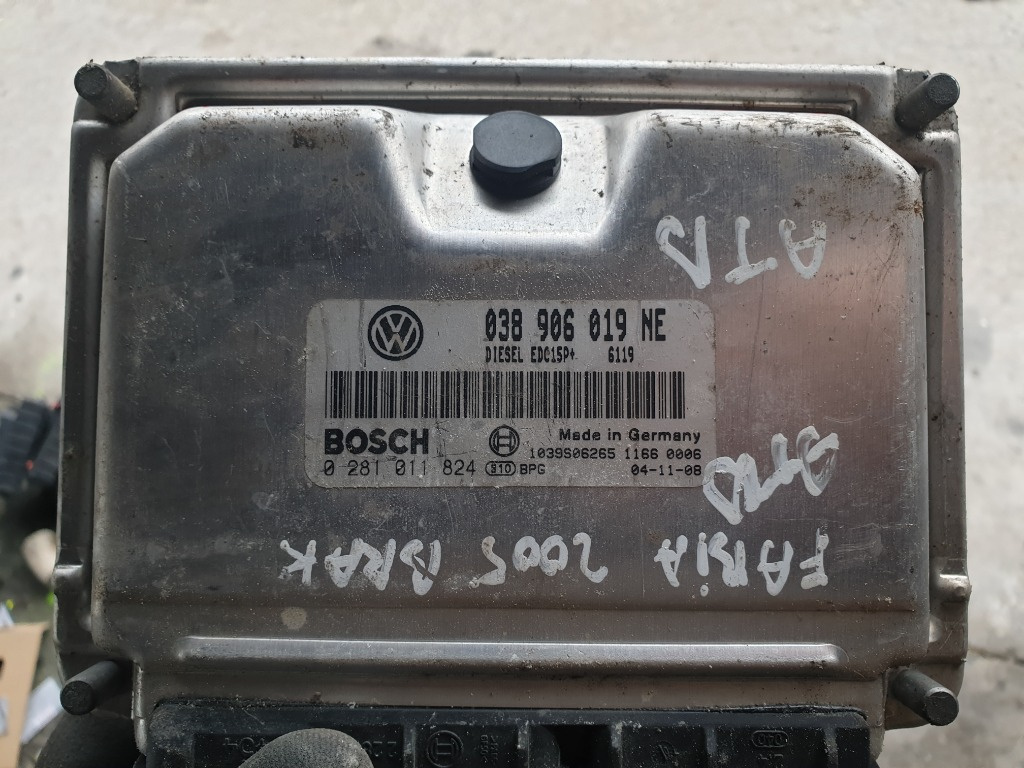 ATD
038 906 019 NE
DIESEL EDC15P+ 6119
BOSCH Made in Germany
1039S06265 1166 0006
0 281 011 824 310 BPG 04-11-08
FABIA 2005 BRAK